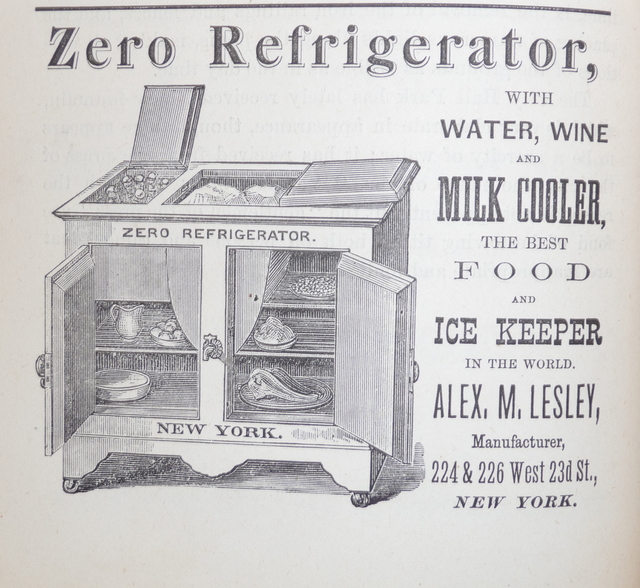 Zero Refrigerator,
WITH
WATER, WINE
AND
MILK COOLER,
THE BEST
FOOD
AND
ICE KEEPER
IN THE WORLD.
ALEX. M. LESLEY,
Manufacturer,
224 & 226 West 23d St.,
NEW YORK.
ZERO REFRIGERATOR.
NEW YORK.